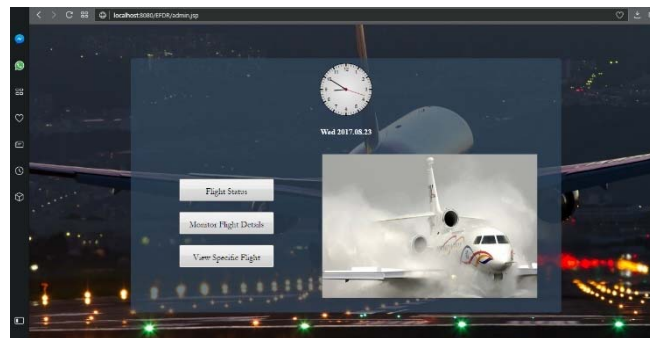 localhost:8080/EFDR/admin.jsp
Wed 2017.08.23
Flight Status
Monitor Flight Details
View Specific Flight